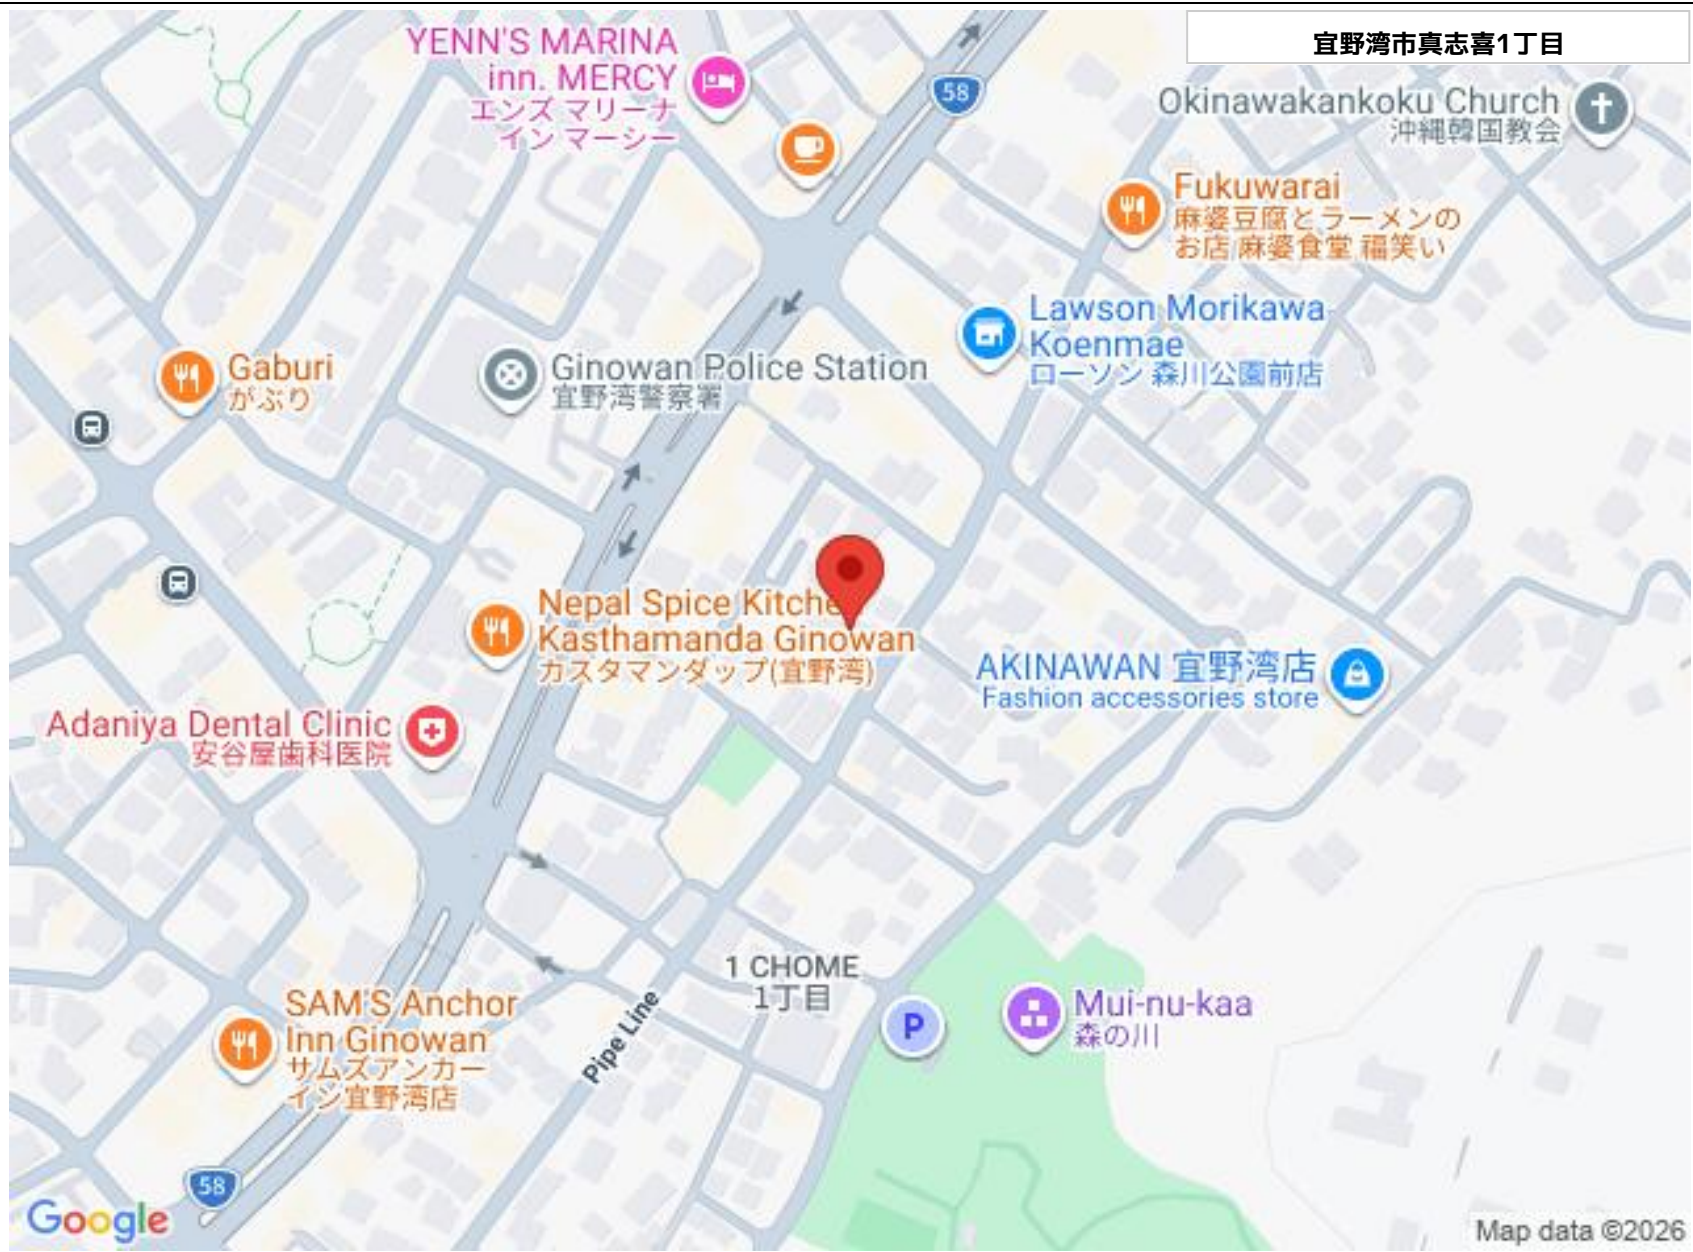 宜野湾市真志喜1丁目
YENN'S MARINA
inn. MERCY
エンズ マリーナ
イン マーシー
58
Okinawakankoku Church
沖縄韓国教会
Fukuwarai
麻婆豆腐とラーメンの
お店 麻婆食堂 福笑い
Lawson Morikawa
Koenmae
ローソン 森川公園前店
Gaburi
がぶり
Ginowan Police Station
宜野湾警察署
Nepal Spice Kitche
Kasthamanda Ginowan
カスタマンダップ(宜野湾)
AKINAWAN 宜野湾店
Fashion accessories store
Adaniya Dental Clinic
安谷屋歯科医院
1 CHOME
1丁目
P
Mui-nu-kaa
森の川
SAM'S Anchor
Inn Ginowan
サムズアンカー
イン宜野湾店
Pipe Line
58
Google
Map data ©2026